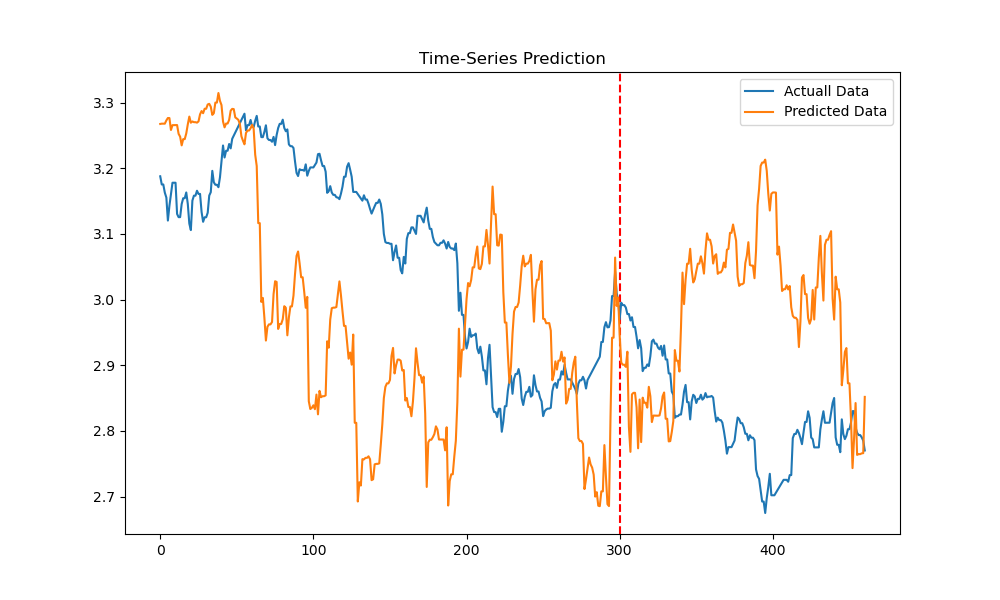 Time-Series Prediction
Actuall Data
Predicted Data
3.3
3.2
3.1
3.0
2.9
2.8
2.7
0 100 200 300 400